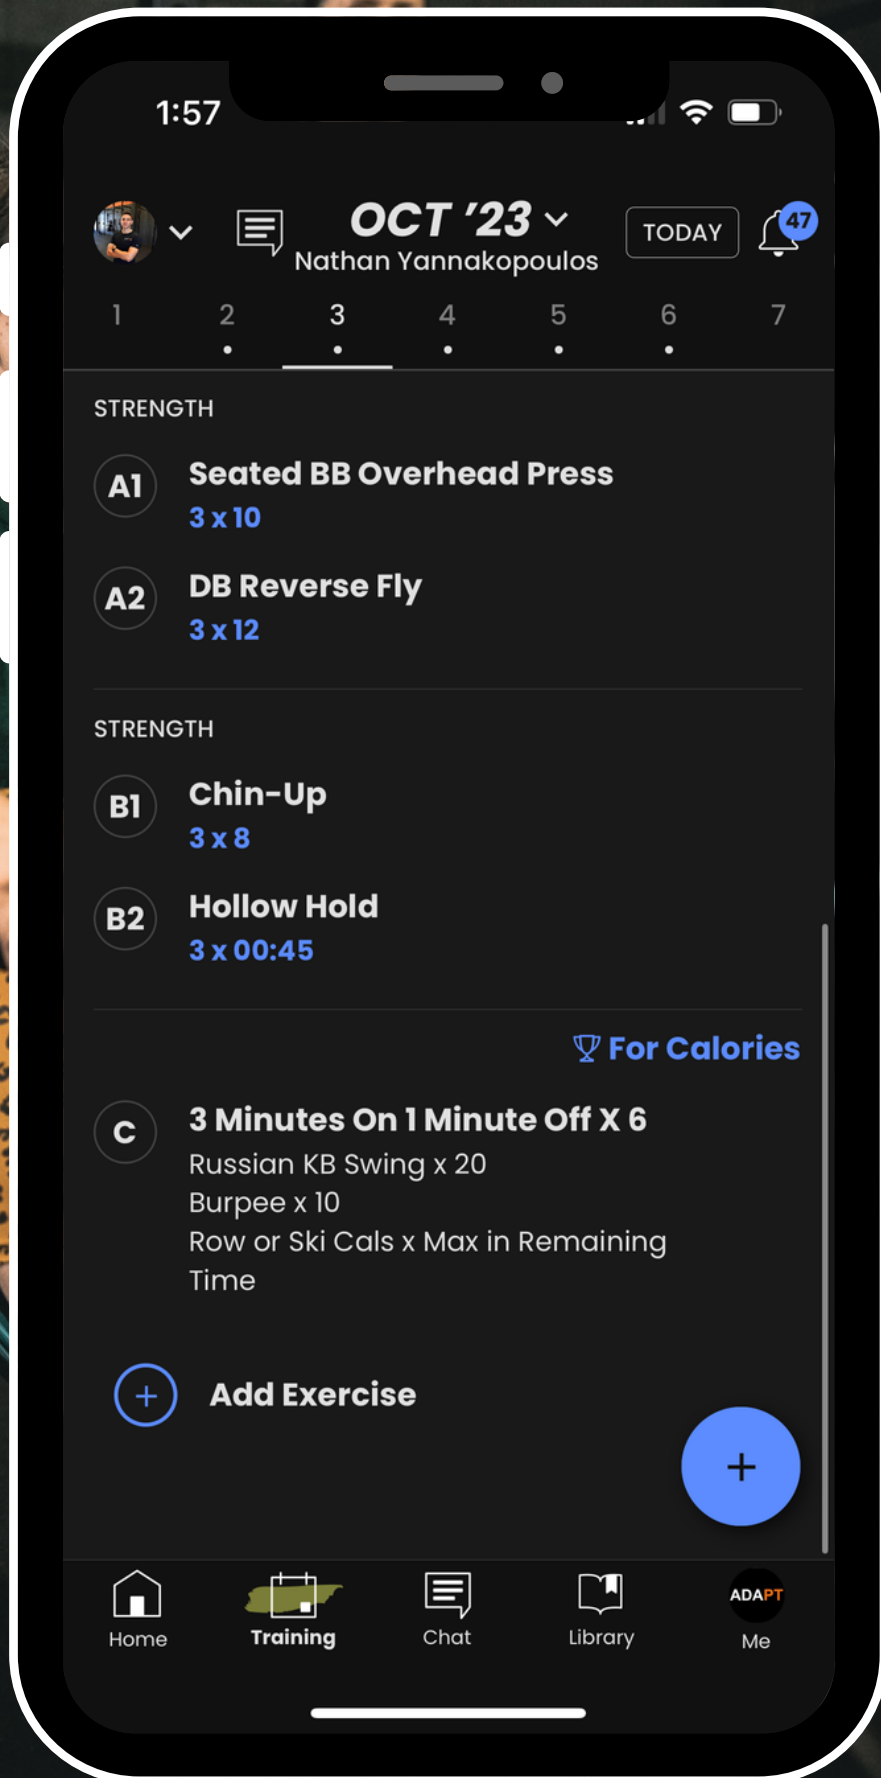 1:57
OCT '23
Nathan Yannakopoulos
TODAY
47
1 2 3 4 5 6 7
STRENGTH
A1 Seated BB Overhead Press
3 x 10
A2 DB Reverse Fly
3 x 12
STRENGTH
B1 Chin-Up
3 x 8
B2 Hollow Hold
3 x 00:45
For Calories
C 3 Minutes On 1 Minute Off X 6
Russian KB Swing x 20
Burpee x 10
Row or Ski Cals x Max in Remaining
Time
+ Add Exercise
+
ADAPT
Home Training Chat Library Me